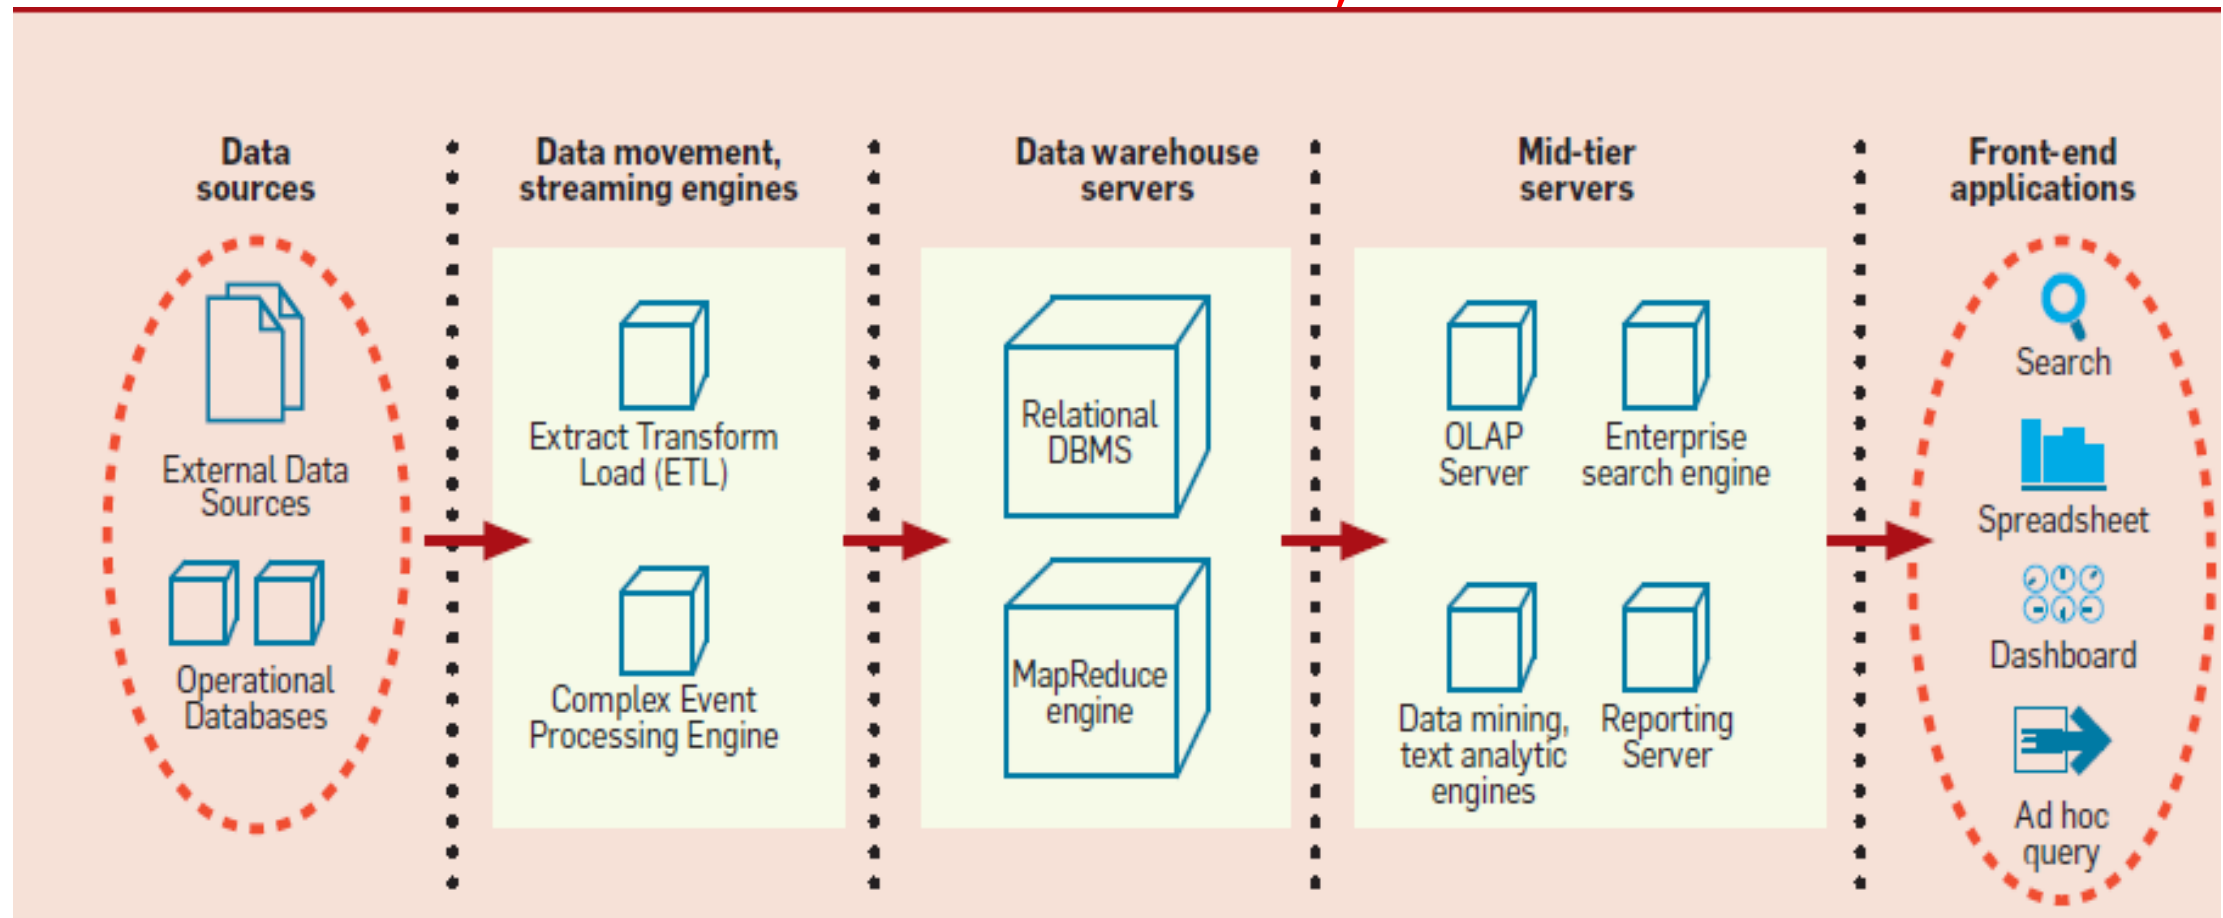 Data
sources
Data movement,
streaming engines
Data warehouse
servers
Mid-tier
servers
Front-end
applications
External Data
Sources
Operational
Databases
Extract Transform
Load (ETL)
Complex Event
Processing Engine
Relational
DBMS
MapReduce
engine
OLAP
Server
Enterprise
search engine
Data mining,
text analytic
engines
Reporting
Server
Search
Spreadsheet
Dashboard
Ad hoc
query